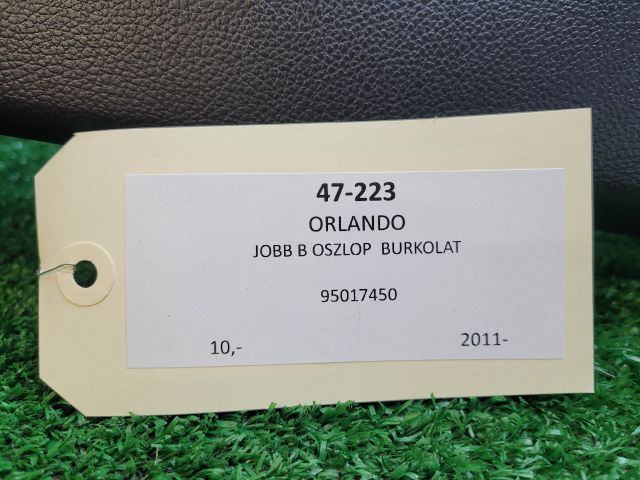 47-223
ORLANDO
JOBB B OSZLOP BURKOLAT
95017450
10,- 2011-